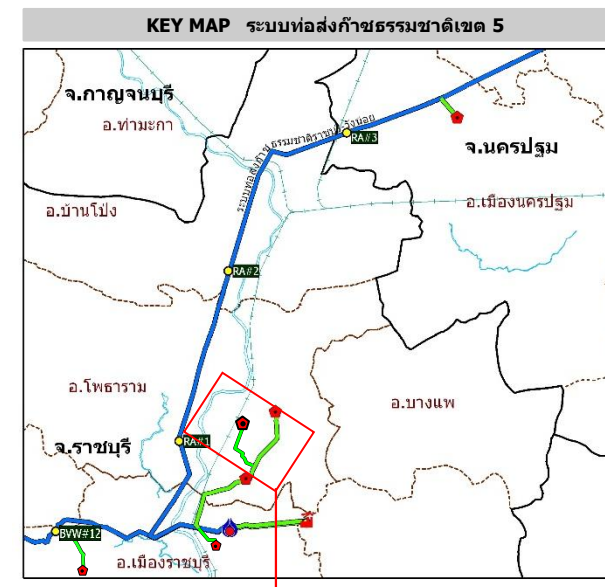 KEY MAP ระบบท่อส่งก๊าซธรรมชาติเขต 5
จ.กาญจนบุรี
อ.ท่ามะกา
RA#3
จ.นครปฐม
อ.บ้านโป่ง
อ.เมืองนครปฐม
RA#2
อ.โพธาราม
อ.บางแพ
จ.ราชบุรี
RA#1
BVW#12
อ.เมืองราชบุรี